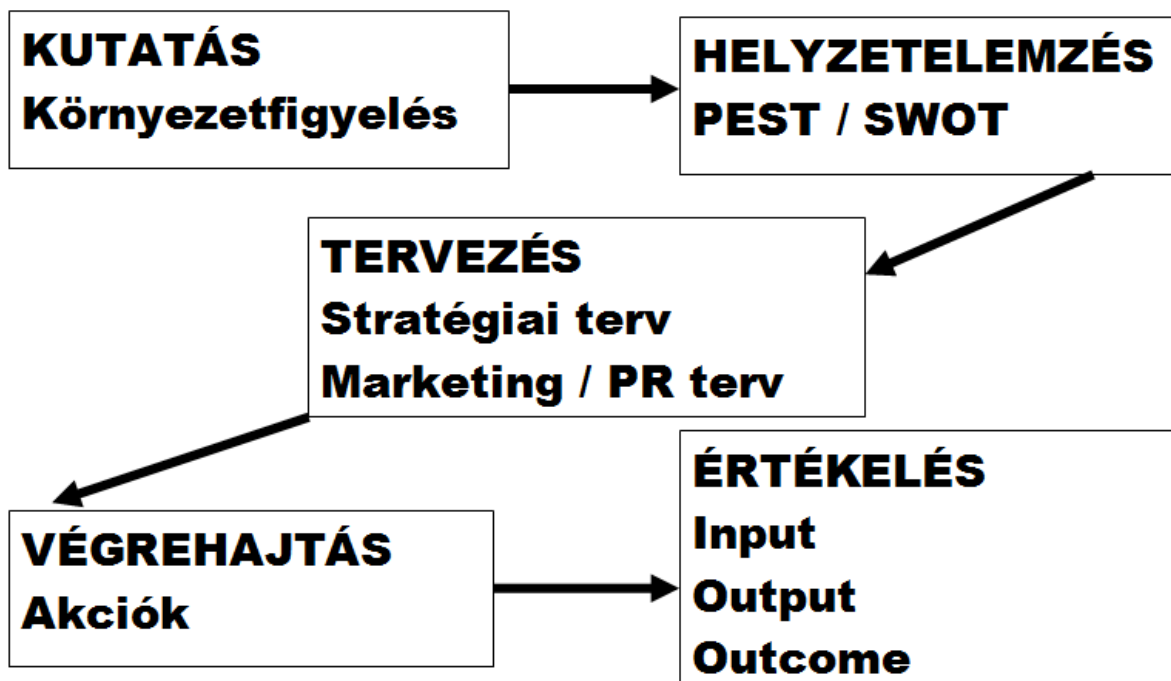 KUTATÁS
Környezetfigyelés
HELYZETELEMZÉS
PEST / SWOT
TERVEZÉS
Stratégiai terv
Marketing / PR terv
VÉGREHAJTÁS
Akciók
ÉRTÉKELÉS
Input
Output
Outcome